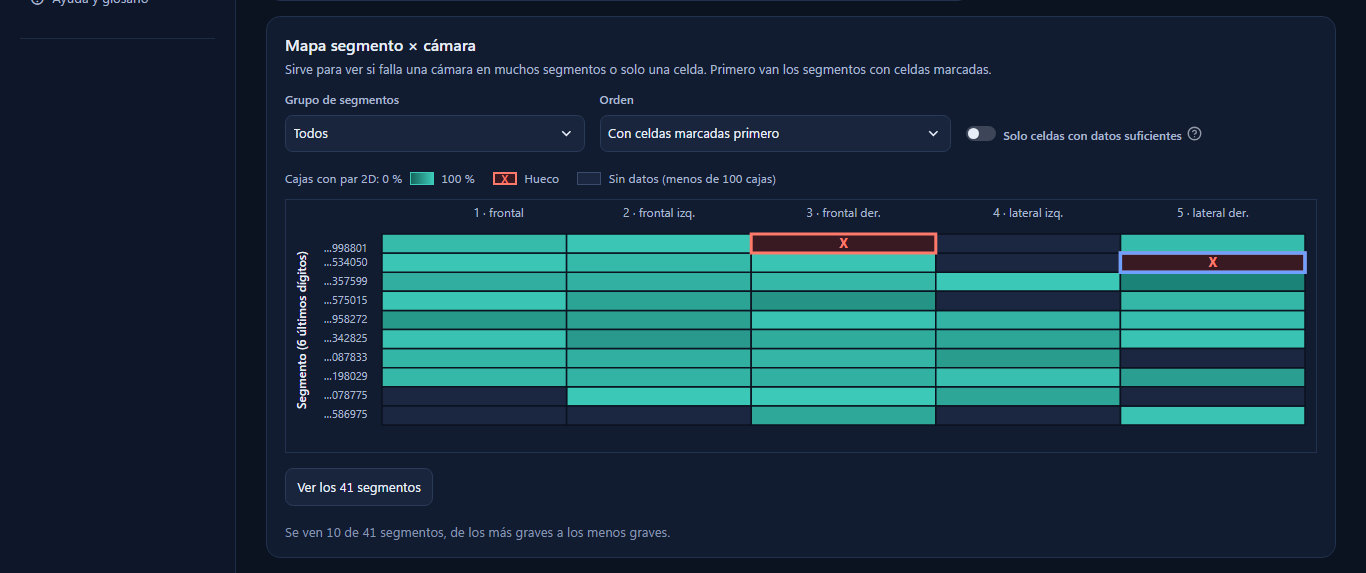 Ayuda y glosario
Mapa segmento × cámara
Sirve para ver si falla una cámara en muchos segmentos o solo una celda. Primero van los segmentos con celdas marcadas.
Grupo de segmentos
Orden
Todos
Con celdas marcadas primero
Solo celdas con datos suficientes ?
Cajas con par 2D: 0 % 100 % X Hueco Sin datos (menos de 100 cajas)
1 · frontal 2 · frontal izq. 3 · frontal der. 4 · lateral izq. 5 · lateral der.
Segmento (6 últimos dígitos)
...998801 X
...534050 X
...357599
...575015
...958272
...342825
...087833
...198029
...078775
...586975
Ver los 41 segmentos
Se ven 10 de 41 segmentos, de los más graves a los menos graves.